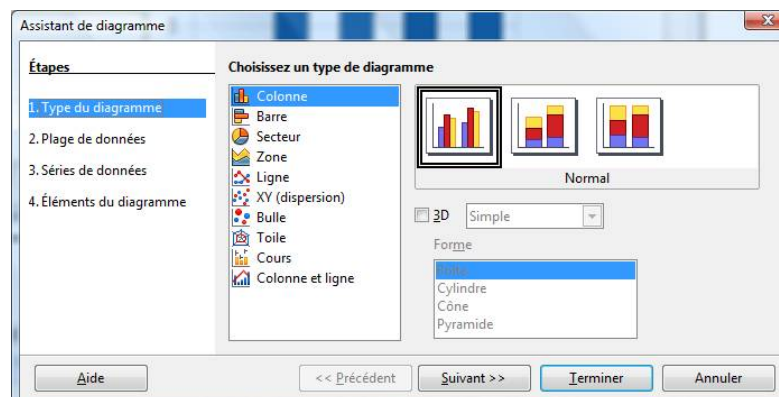 Assistant de diagramme
Étapes
1. Type du diagramme
2. Plage de données
3. Séries de données
4. Éléments du diagramme
Choisissez un type de diagramme
Colonne
Barre
Secteur
Zone
Ligne
XY (dispersion)
Bulle
Toile
Cours
Colonne et ligne
Normal
3D
Simple
Forme
Cylindre
Cône
Pyramide
Aide
<< Précédent
Suivant >>
Terminer
Annuler